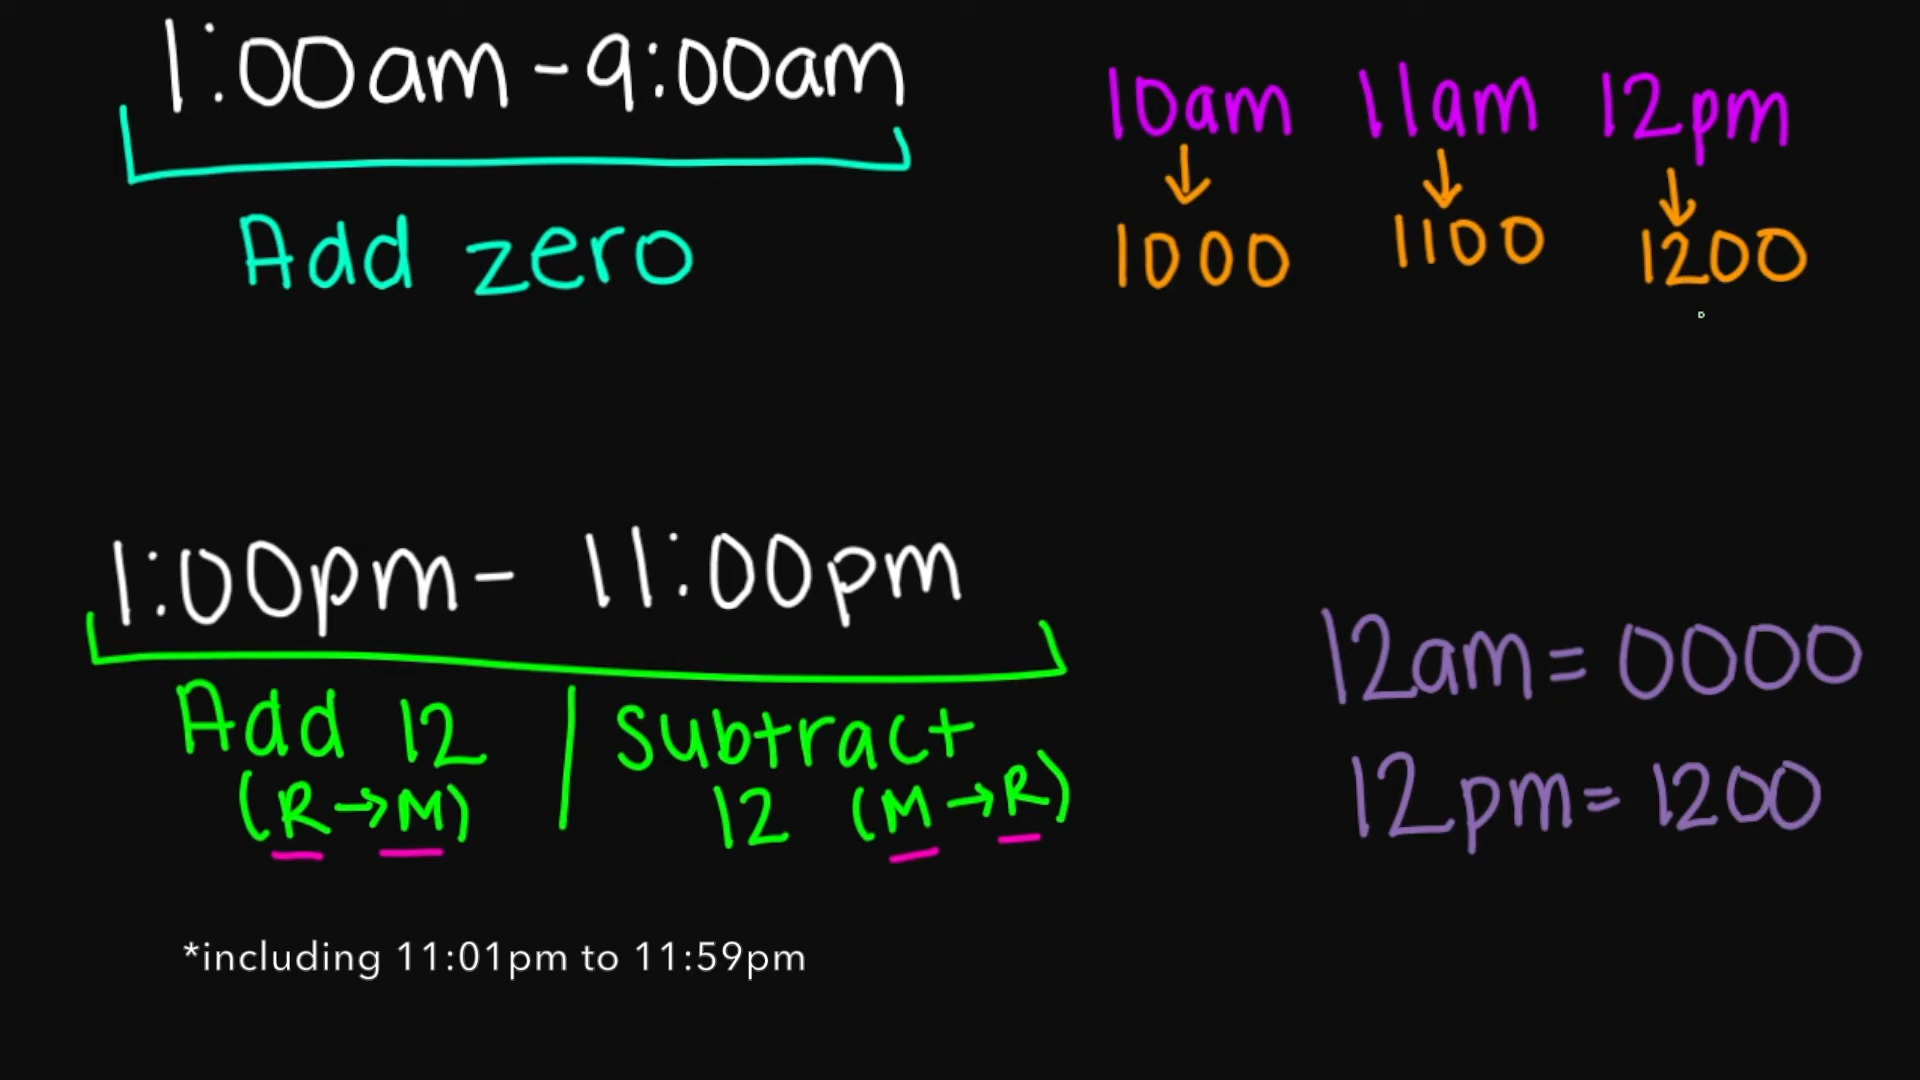 1:00am - 9:00am
Add zero
10am 11am 12pm
1000 1100 1200
1:00pm - 11:00pm
Add 12
(R→M)
Subtract
12 (M→R)
12am = 0000
12pm = 1200
*including 11:01pm to 11:59pm